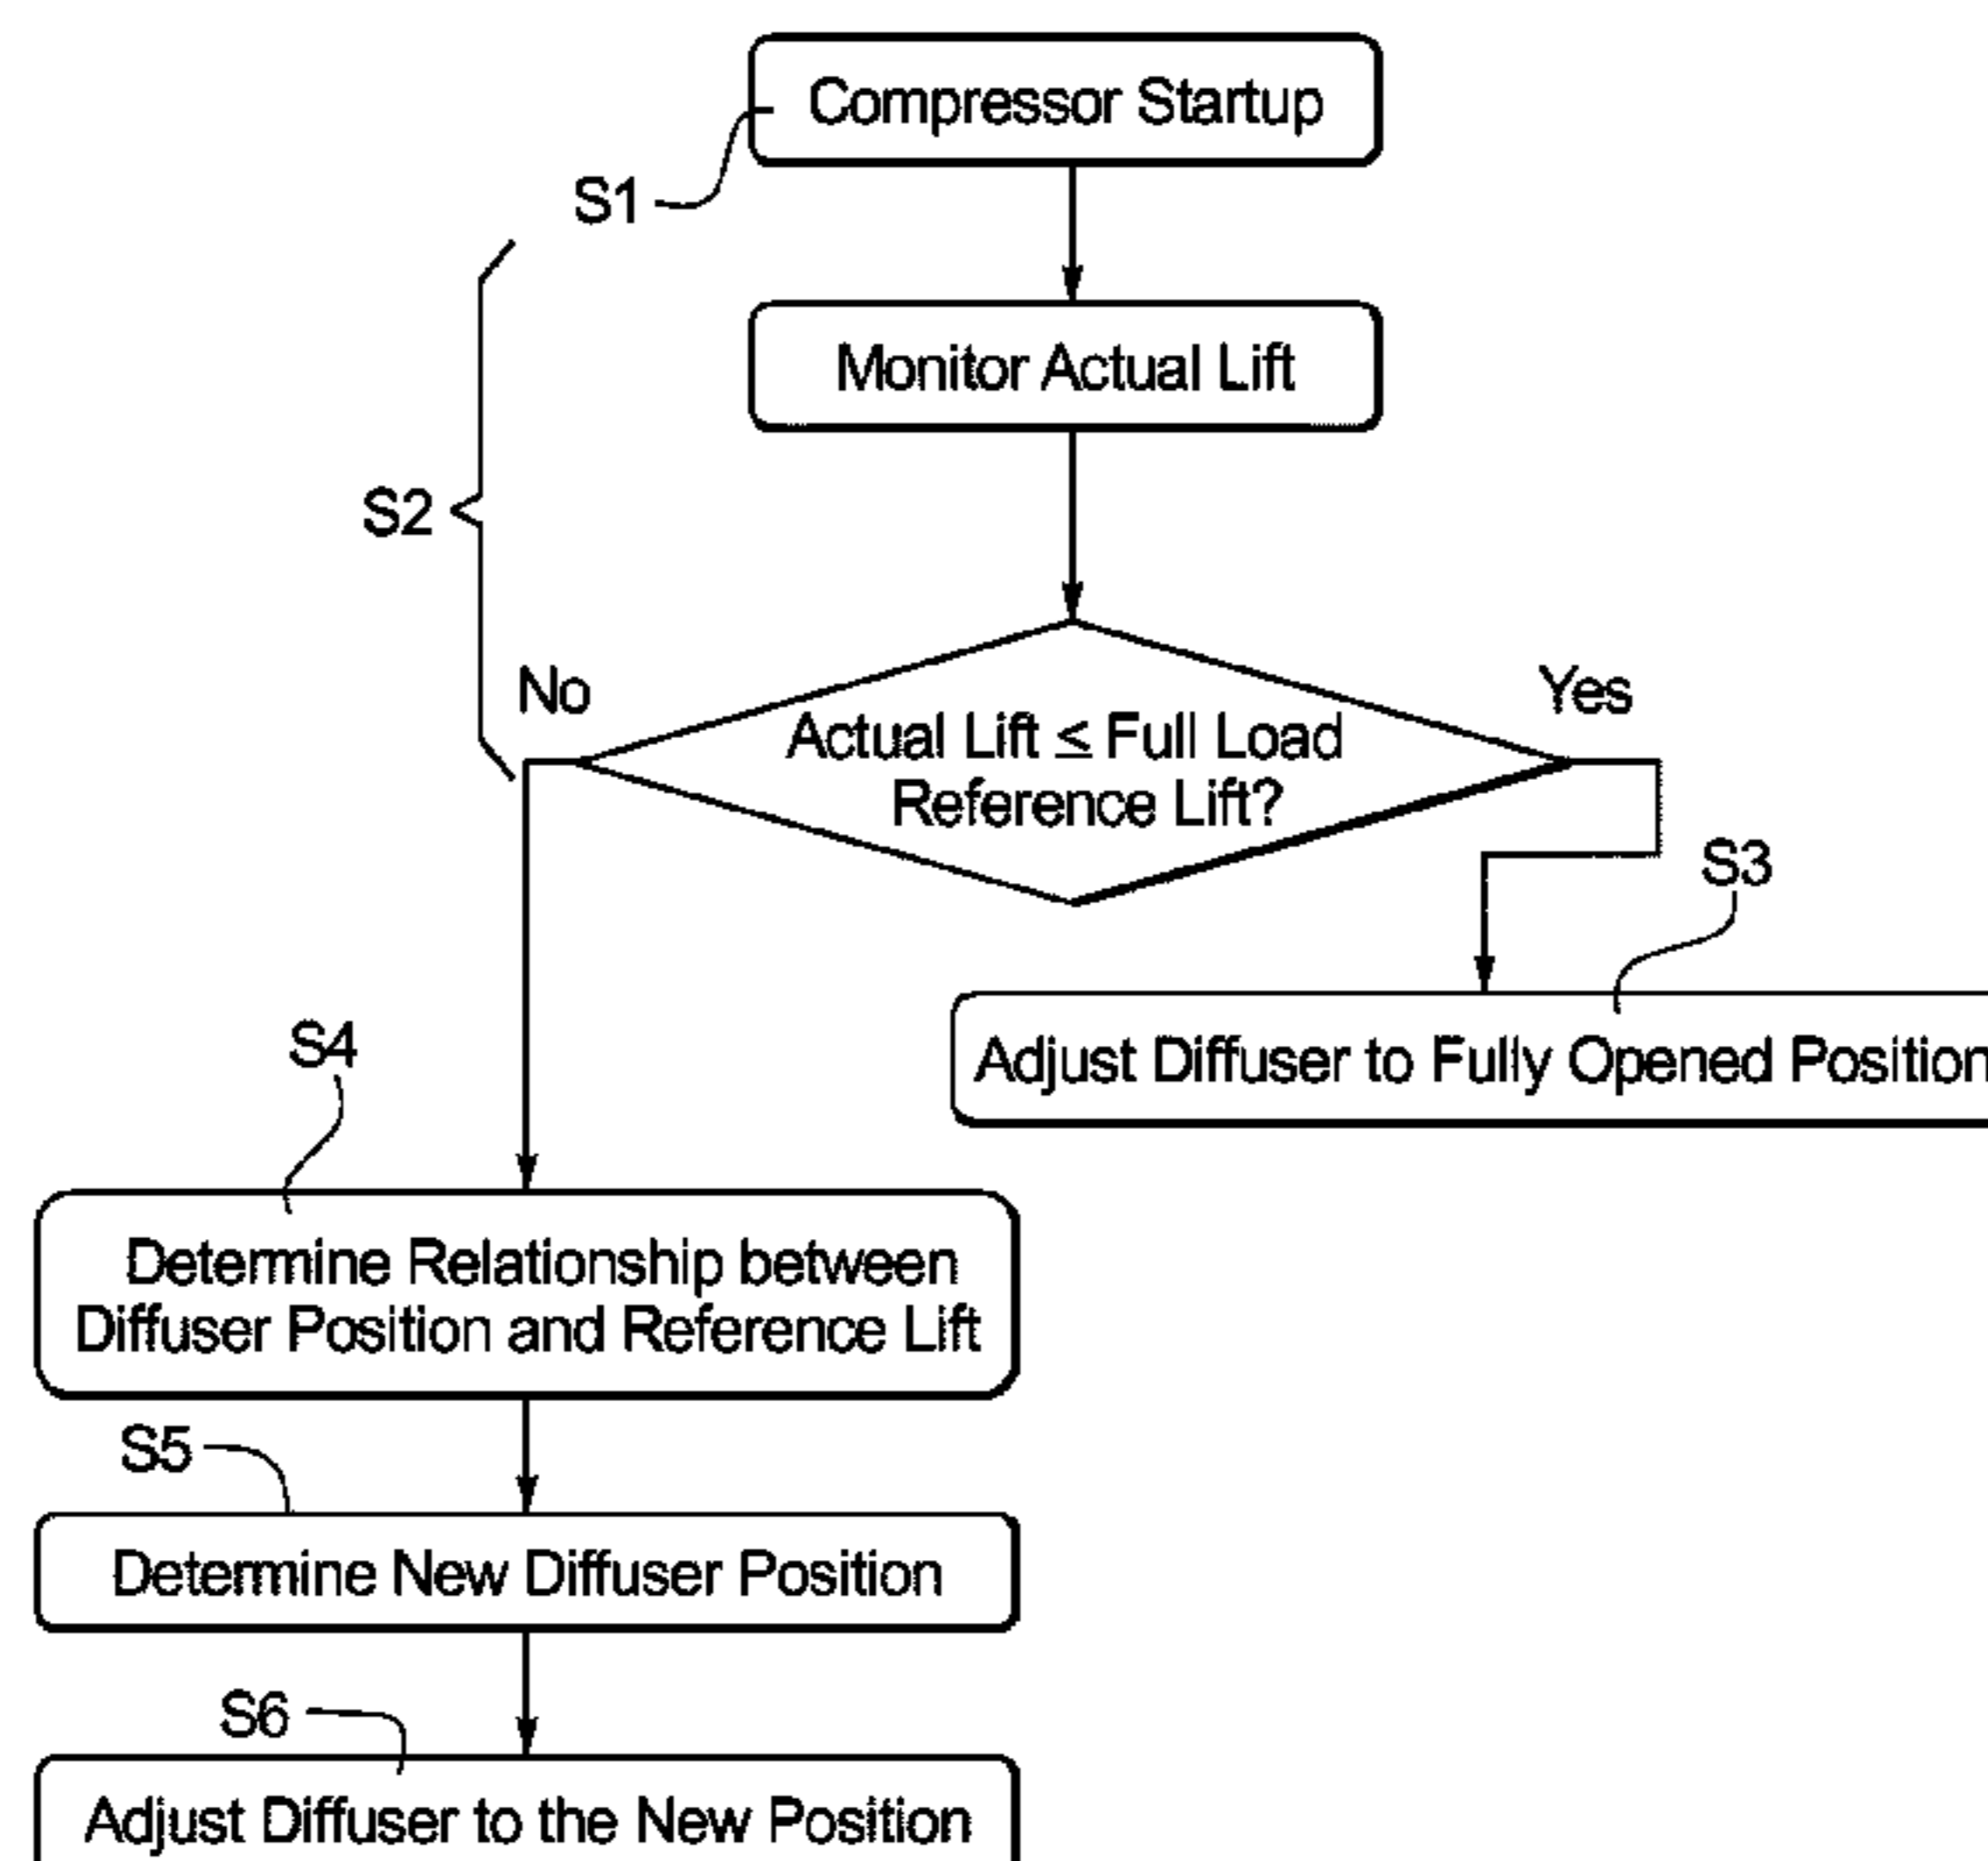 Compressor Startup
S1
Monitor Actual Lift
S2
No
Yes
Actual Lift ≤ Full Load
Reference Lift?
S3
Adjust Diffuser to Fully Opened Position
S4
Determine Relationship between
Diffuser Position and Reference Lift
S5
Determine New Diffuser Position
S6
Adjust Diffuser to the New Position